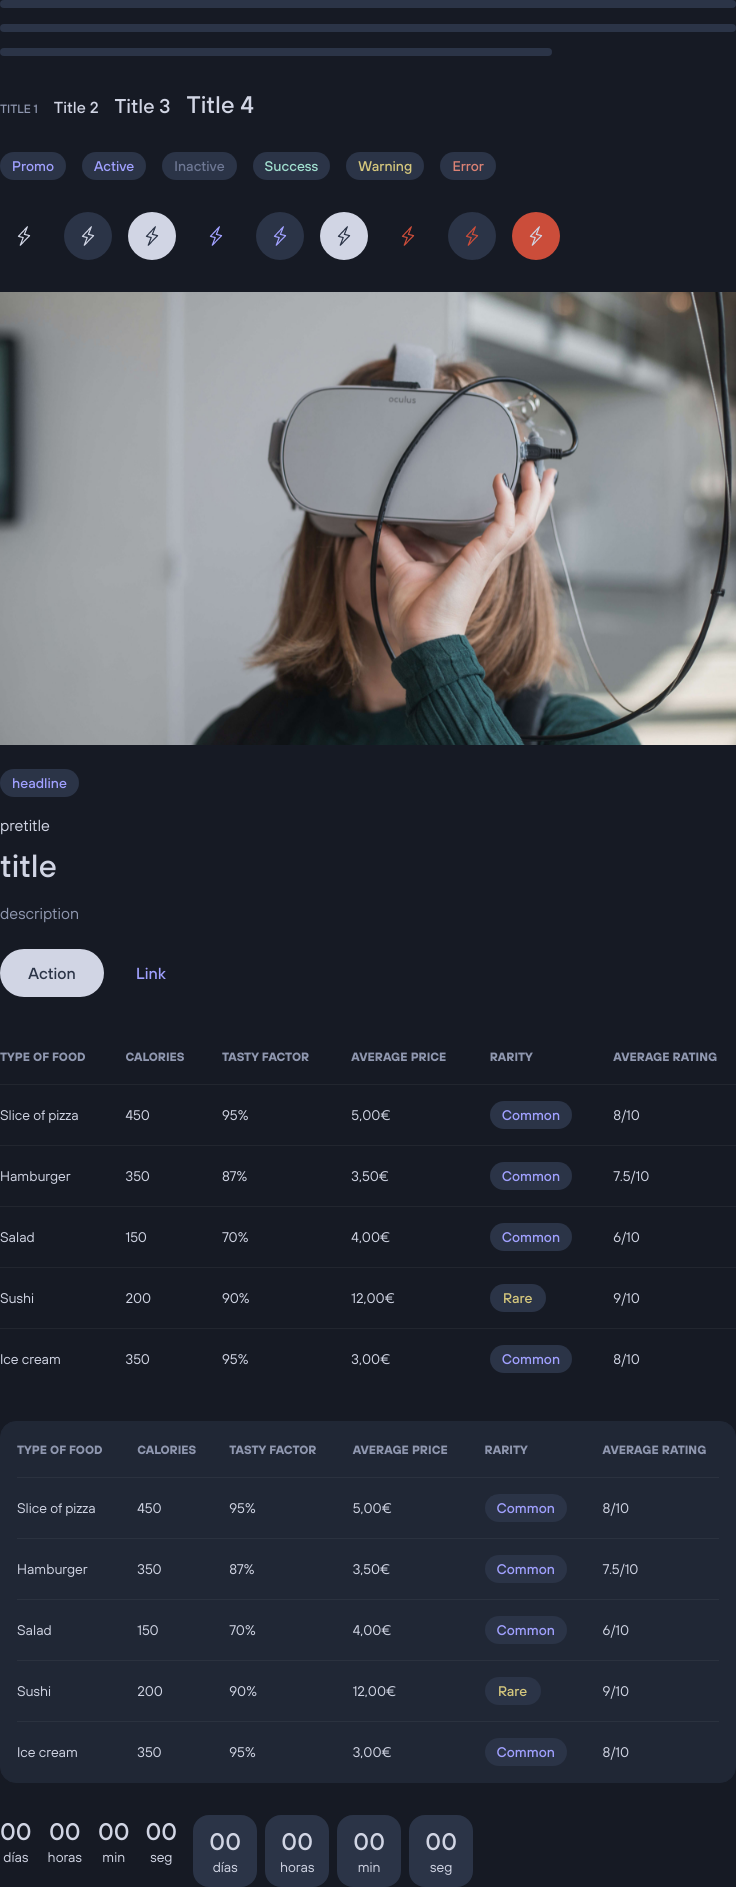 TITLE 1 Title 2 Title 3 Title 4
Promo Active Inactive Success Warning Error
oculus
headline
pretitle
title
description
Action Link
TYPE OF FOOD CALORIES TASTY FACTOR AVERAGE PRICE RARITY AVERAGE RATING
Slice of pizza 450 95% 5,00€ Common 8/10
Hamburger 350 87% 3,50€ Common 7.5/10
Salad 150 70% 4,00€ Common 6/10
Sushi 200 90% 12,00€ Rare 9/10
Ice cream 350 95% 3,00€ Common 8/10
TYPE OF FOOD CALORIES TASTY FACTOR AVERAGE PRICE RARITY AVERAGE RATING
Slice of pizza 450 95% 5,00€ Common 8/10
Hamburger 350 87% 3,50€ Common 7.5/10
Salad 150 70% 4,00€ Common 6/10
Sushi 200 90% 12,00€ Rare 9/10
Ice cream 350 95% 3,00€ Common 8/10
00 00 00 00 00 00 00 00
días horas min seg días horas min seg